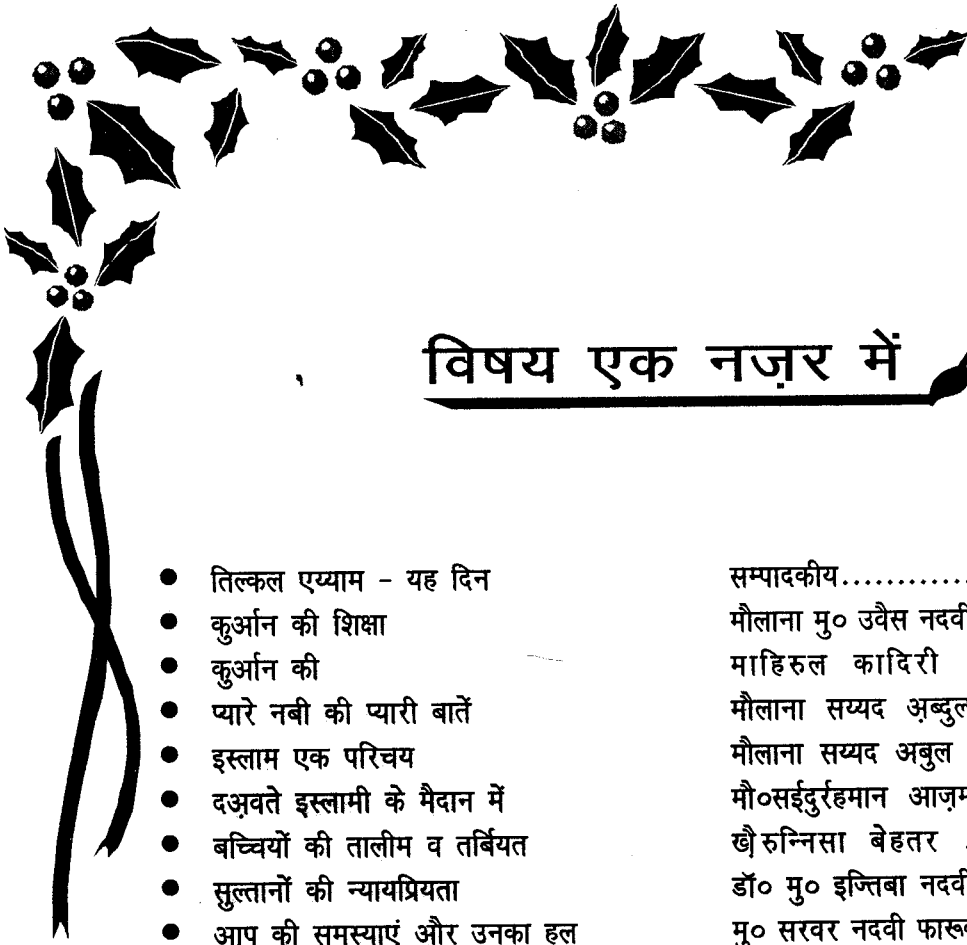 विषय एक नज़र में
● तिल्कल एय्याम - यह दिन सम्पादकीय.............
● कुर्आन की शिक्षा मौलाना मु० उवैस नदवी
● कुर्आन की माहिरुल कादिरी
● प्यारे नबी की प्यारी बातें मौलाना सय्यद
● इस्लाम एक परिचय मौलाना सय्यद अबुल
● दअ़वते इस्लामी के मैदान में मौ०सईदुर्रहमान
● बच्चियों की तालीम व तर्बियत ख़ैरुन्निसा बेहतर
● सुल्तानों की न्यायप्रियता डॉ० मु० इज्तिबा नदवी
● आप की समस्याएं और उनका हल मु० सरवर नदवी